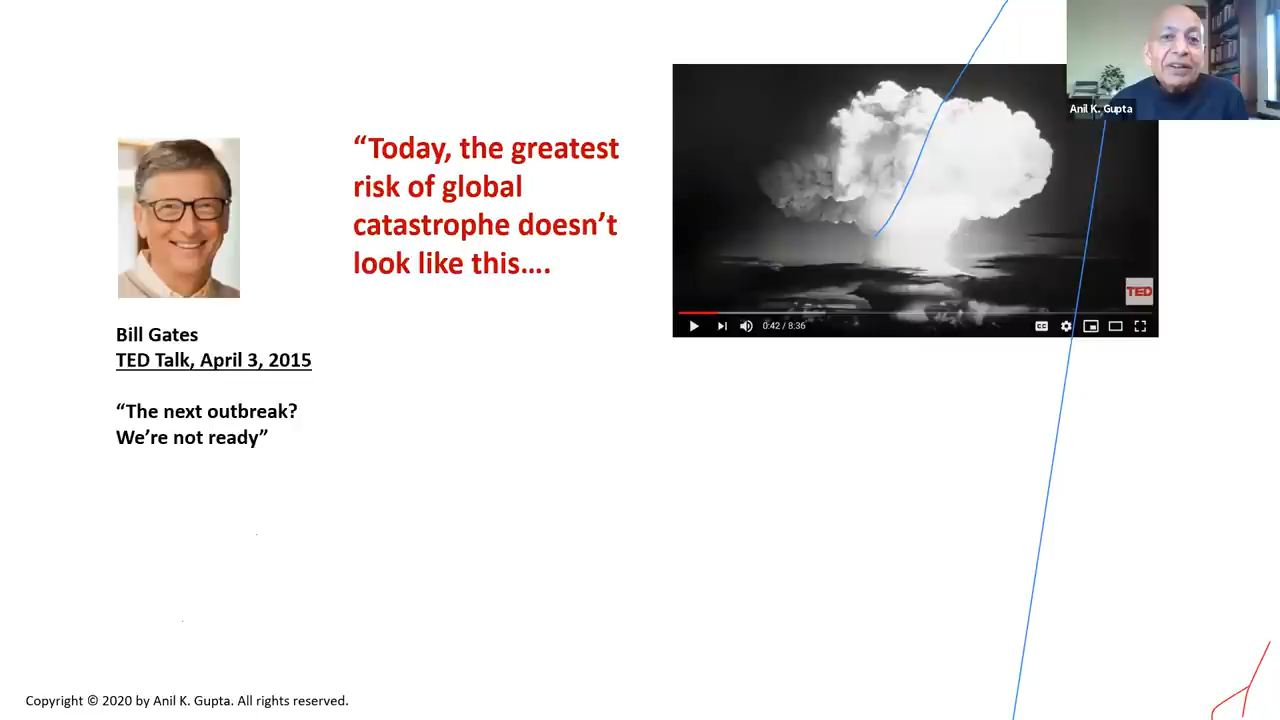 Anil K. Gupta
“Today, the greatest
risk of global
catastrophe doesn’t
look like this….
TED
0:42 / 8:36
CC
Bill Gates
TED Talk, April 3, 2015
“The next outbreak?
We’re not ready”
Copyright © 2020 by Anil K. Gupta. All rights reserved.